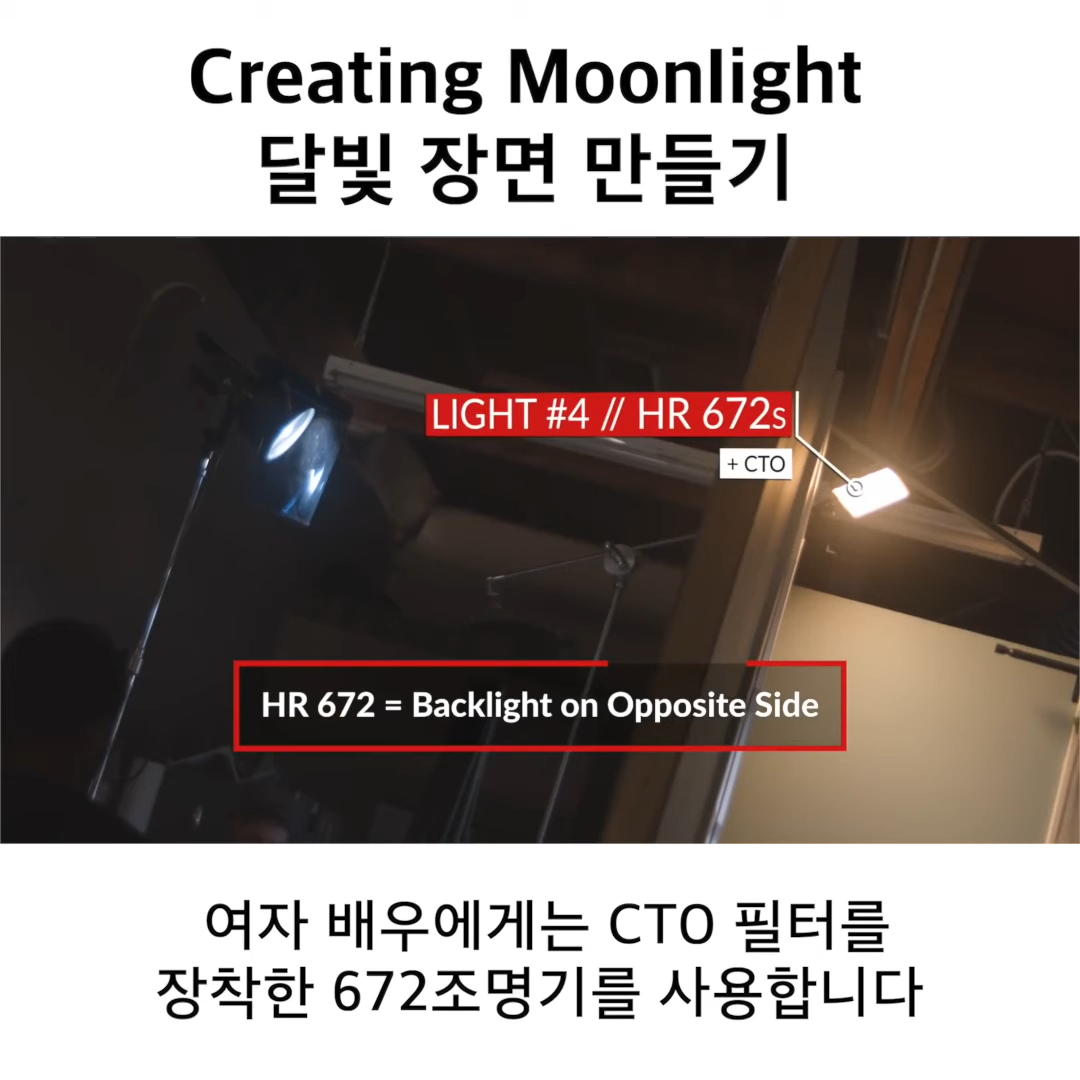 Creating Moonlight
달빛 장면 만들기
LIGHT #4 // HR 672s
+ CTO
HR 672 = Backlight on Opposite Side
여자 배우에게는 CTO 필터를
장착한 672조명기를 사용합니다